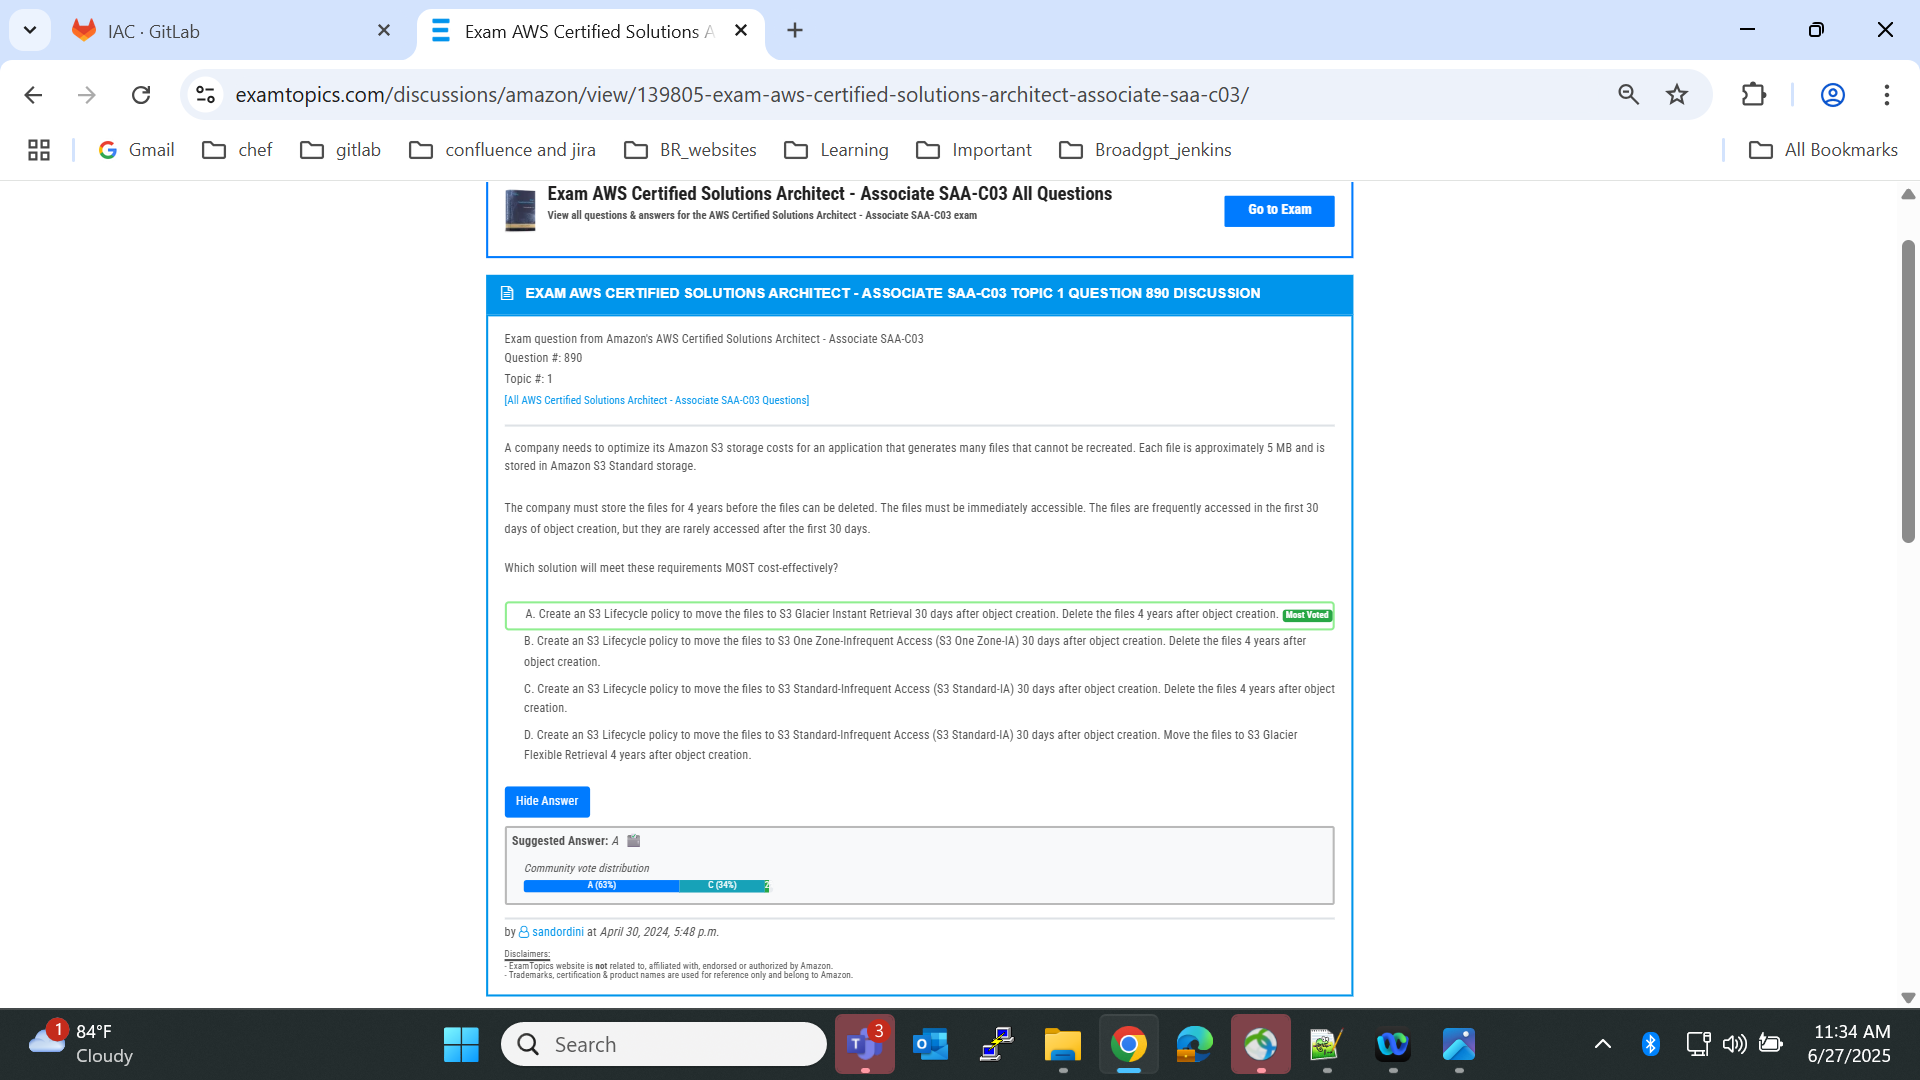 IAC · GitLab
Exam AWS Certified Solutions A
examtopics.com/discussions/amazon/view/139805-exam-aws-certified-solutions-architect-associate-saa-c03/
Gmail
chef
gitlab
confluence and jira
BR_websites
Learning
Important
Broadgpt_jenkins
All Bookmarks
Exam AWS Certified Solutions Architect - Associate SAA-C03 All Questions
View all questions & answers for the AWS Certified Solutions Architect - Associate SAA-C03 exam
Go to Exam
EXAM AWS CERTIFIED SOLUTIONS ARCHITECT - ASSOCIATE SAA-C03 TOPIC 1 QUESTION 890 DISCUSSION
Exam question from Amazon's AWS Certified Solutions Architect - Associate SAA-C03
Question #: 890
Topic #: 1
[All AWS Certified Solutions Architect - Associate SAA-C03 Questions]
A company needs to optimize its Amazon S3 storage costs for an application that generates many files that cannot be recreated. Each file is approximately 5 MB and is
stored in Amazon S3 Standard storage.
The company must store the files for 4 years before the files can be deleted. The files must be immediately accessible. The files are frequently accessed in the first 30
days of object creation, but they are rarely accessed after the first 30 days.
Which solution will meet these requirements MOST cost-effectively?
A. Create an S3 Lifecycle policy to move the files to S3 Glacier Instant Retrieval 30 days after object creation. Delete the files 4 years after object creation. Most Voted
B. Create an S3 Lifecycle policy to move the files to S3 One Zone-Infrequent Access (S3 One Zone-IA) 30 days after object creation. Delete the files 4 years after
object creation.
C. Create an S3 Lifecycle policy to move the files to S3 Standard-Infrequent Access (S3 Standard-IA) 30 days after object creation. Delete the files 4 years after object
creation.
D. Create an S3 Lifecycle policy to move the files to S3 Standard-Infrequent Access (S3 Standard-IA) 30 days after object creation. Move the files to S3 Glacier
Flexible Retrieval 4 years after object creation.
Hide Answer
Suggested Answer: A
Community vote distribution
A (63%)
C (34%)
2
by sandordini at April 30, 2024, 5:48 p.m.
Disclaimers:
- ExamTopics website is not related to, affiliated with, endorsed or authorized by Amazon.
- Trademarks, certification & product names are used for reference only and belong to Amazon.
1
84°F
Cloudy
Search
3
11:34 AM
6/27/2025